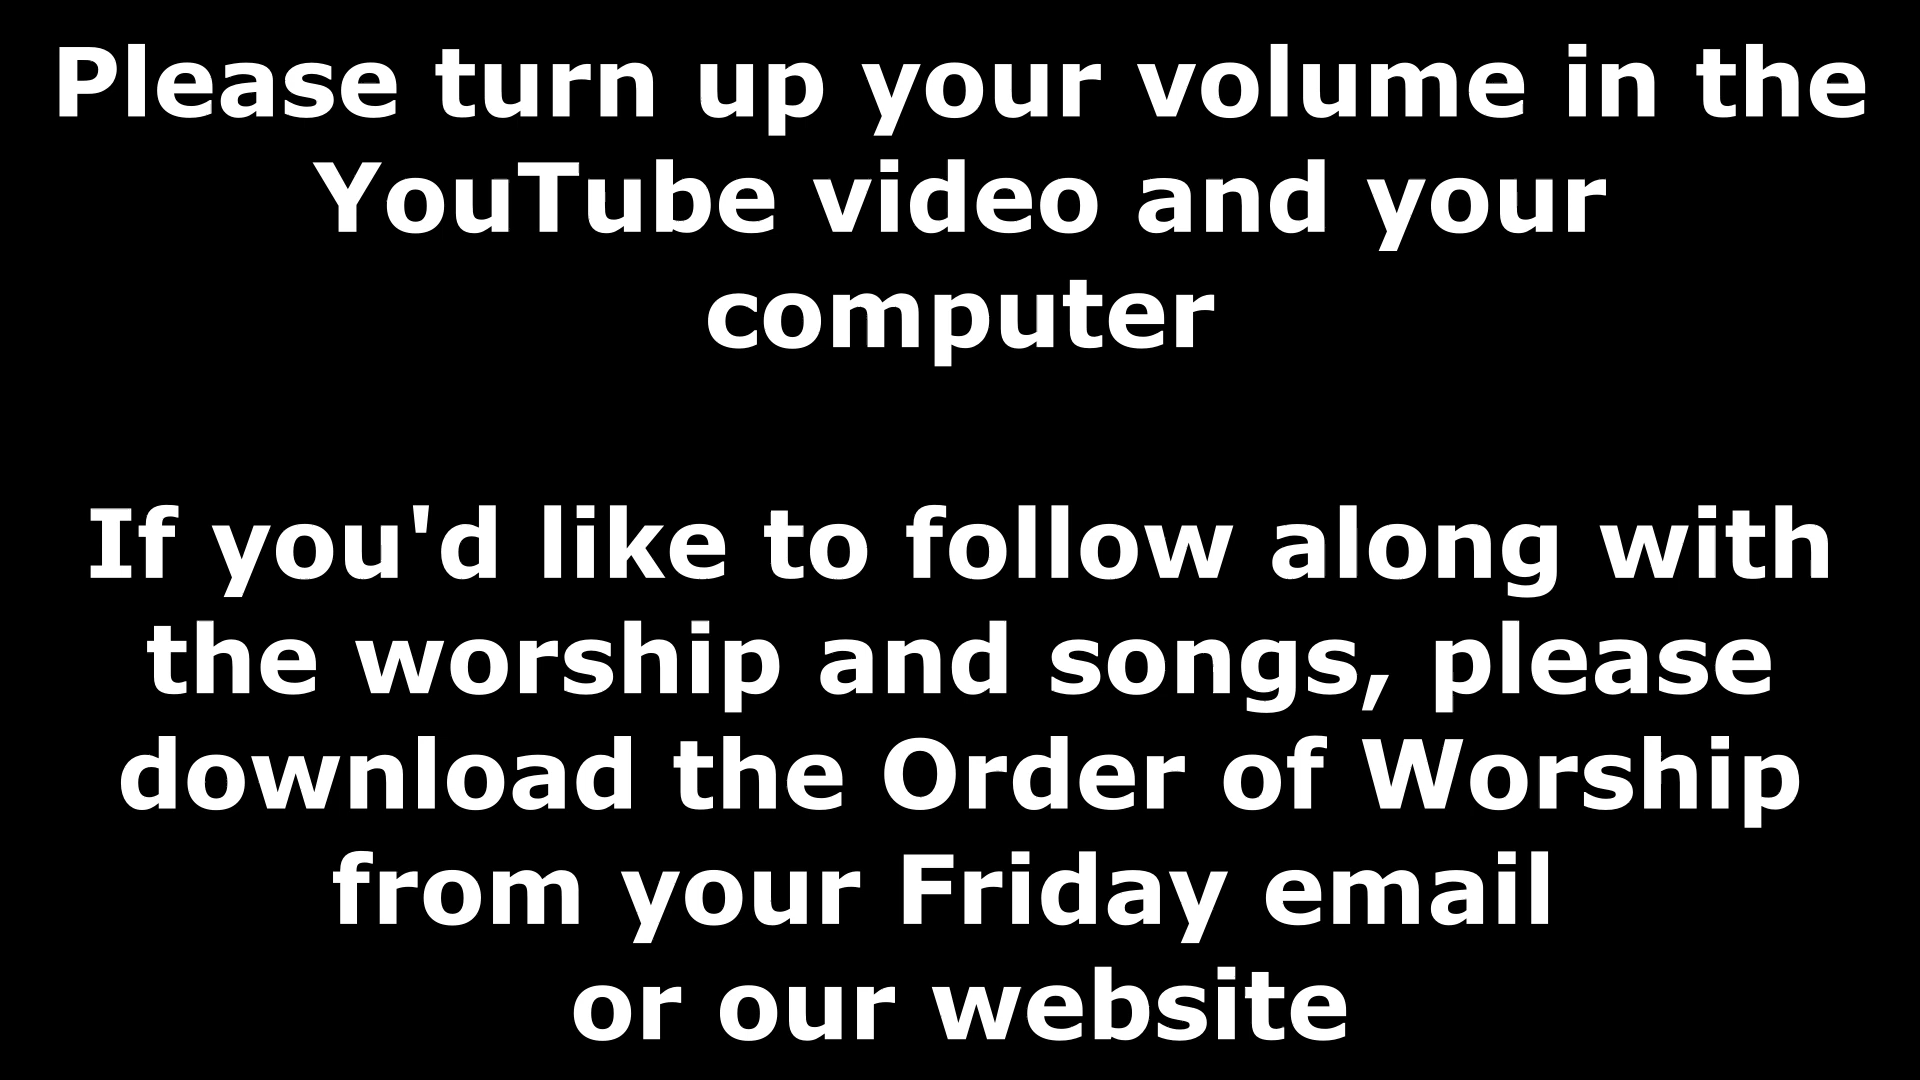 Please turn up your volume in the
YouTube video and your
computer
If you'd like to follow along with
the worship and songs, please
download the Order of Worship
from your Friday email
or our website